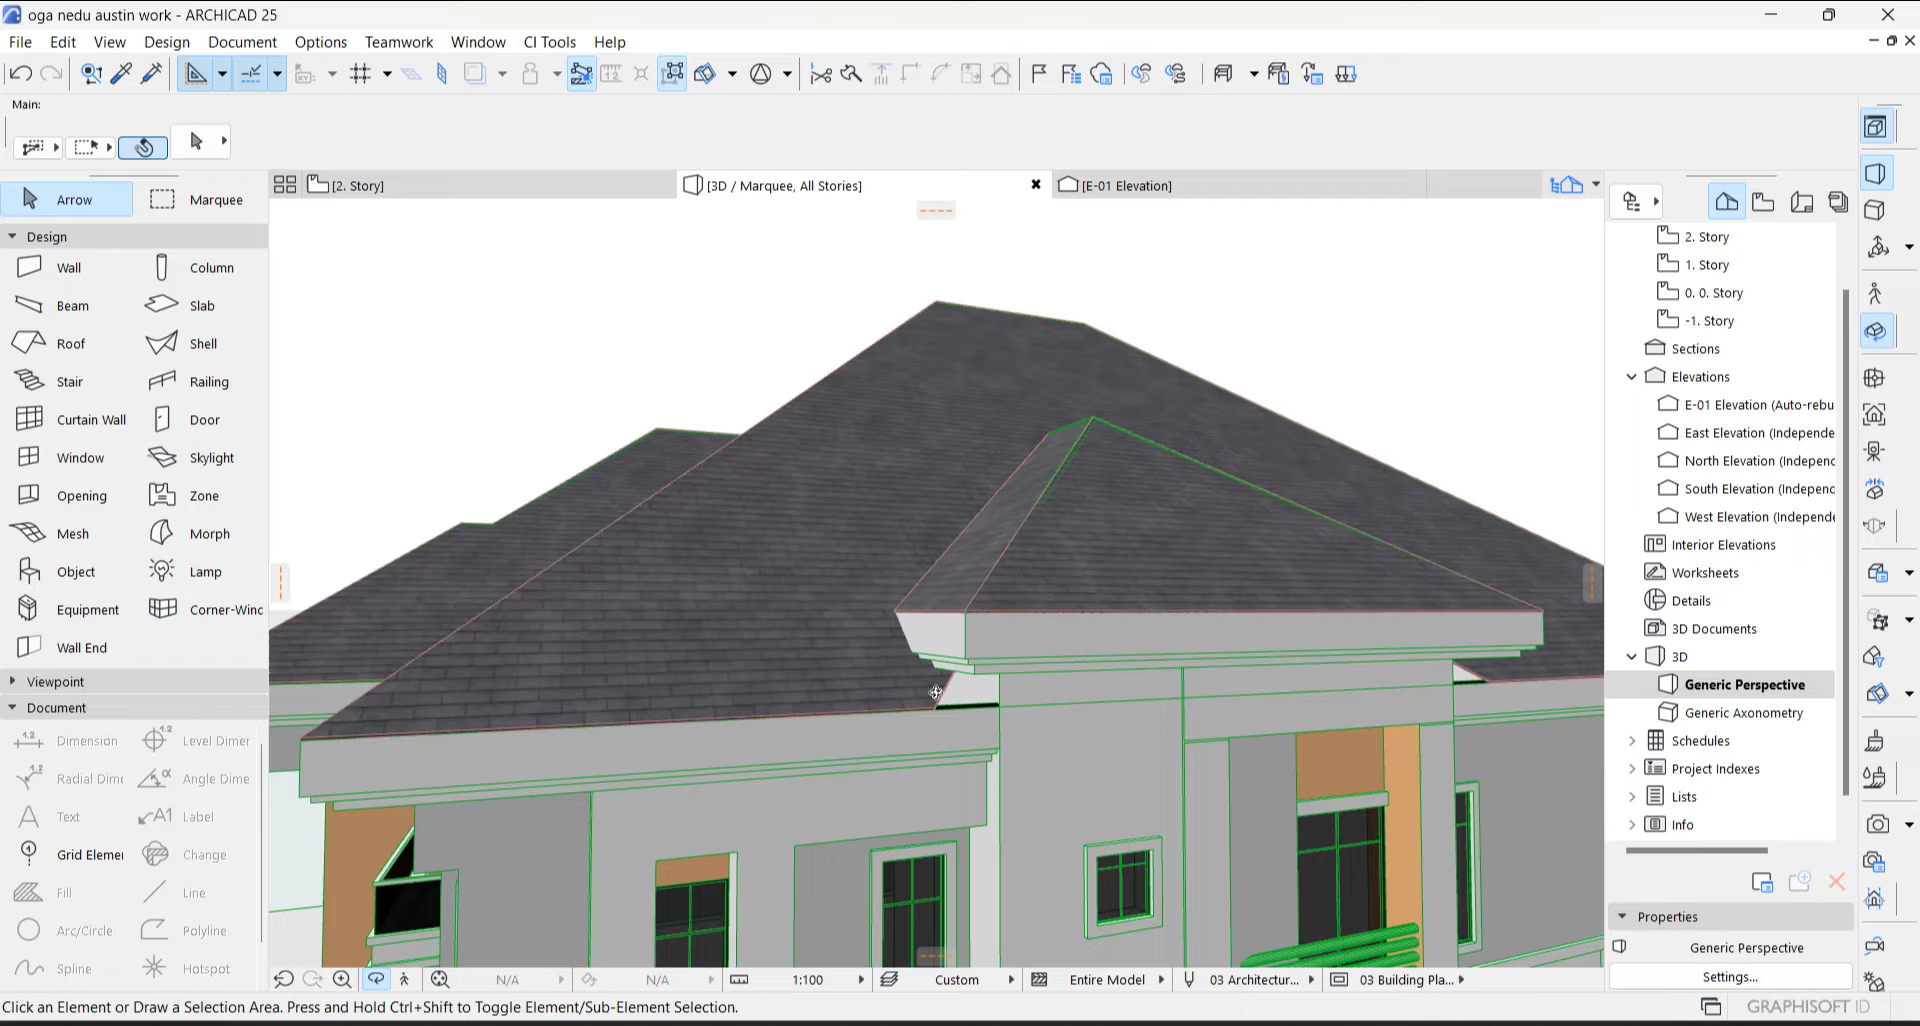 oga nedu austin work - ARCHICAD 25
File Edit View Design Document Options Teamwork Window CI Tools Help
Main:
[2. Story]
[3D / Marquee, All Stories]
[E-01 Elevation]
Arrow Marquee
Design
Wall Column
Beam Slab
Roof Shell
Stair Railing
Curtain Wall Door
Window Skylight
Opening Zone
Mesh Morph
Object Lamp
Equipment Corner-Winc
Wall End
Viewpoint
Document
Dimension Level Dimer
Radial Dim Angle Dime
Text Label
Grid Elemer Change
Fill Line
Arc/Circle Polyline
Spline Hotspot
2. Story
1. Story
0. 0. Story
-1. Story
Sections
Elevations
E-01 Elevation (Auto-rebu
East Elevation (Independe
North Elevation (Independ
South Elevation (Independ
West Elevation (Independe
Interior Elevations
Worksheets
Details
3D Documents
3D
Generic Perspective
Generic Axonometry
Schedules
Project Indexes
Lists
Info
Properties
Generic Perspective
Settings...
N/A N/A 1:100 Custom Entire Model 03 Architectur... 03 Building Pla...
Click an Element or Draw a Selection Area. Press and Hold Ctrl+Shift to Toggle Element/Sub-Element Selection.
GRAPHISOFT ID